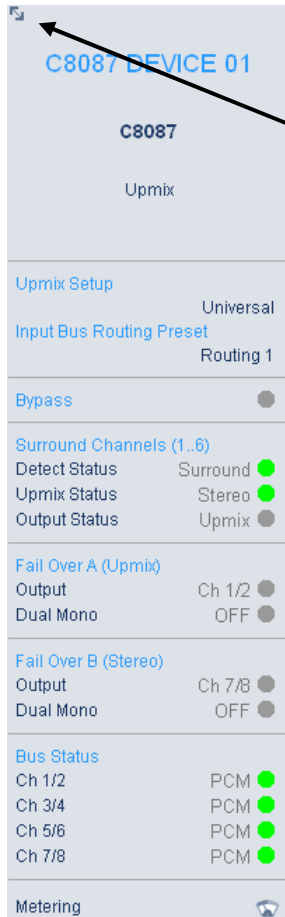 C8087 DEVICE 01
C8087
Upmix
Upmix Setup
Universal
Input Bus Routing Preset
Routing 1
Bypass
Surround Channels (1..6)
Detect Status Surround
Upmix Status Stereo
Output Status Upmix
Fail Over A (Upmix)
Output Ch 1/2
Dual Mono OFF
Fail Over B (Stereo)
Output Ch 7/8
Dual Mono OFF
Bus Status
Ch 1/2 PCM
Ch 3/4 PCM
Ch 5/6 PCM
Ch 7/8 PCM
Metering